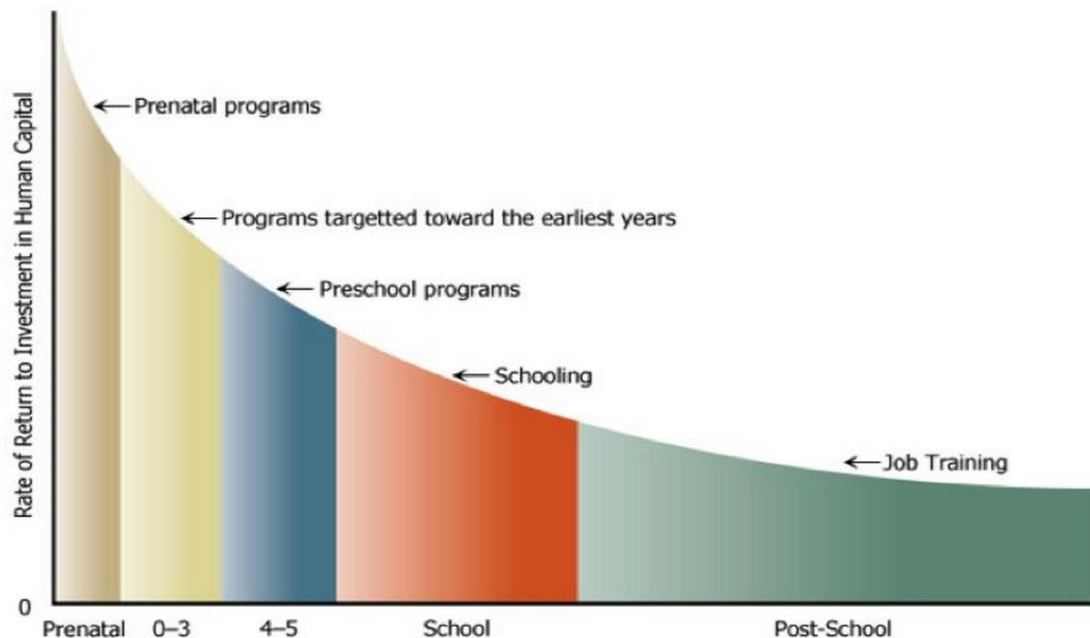 Rate of Return to Investment in Human Capital
Prenatal programs
Programs targetted toward the earliest years
Preschool programs
Schooling
Job Training
0
Prenatal 0–3 4–5 School Post-School